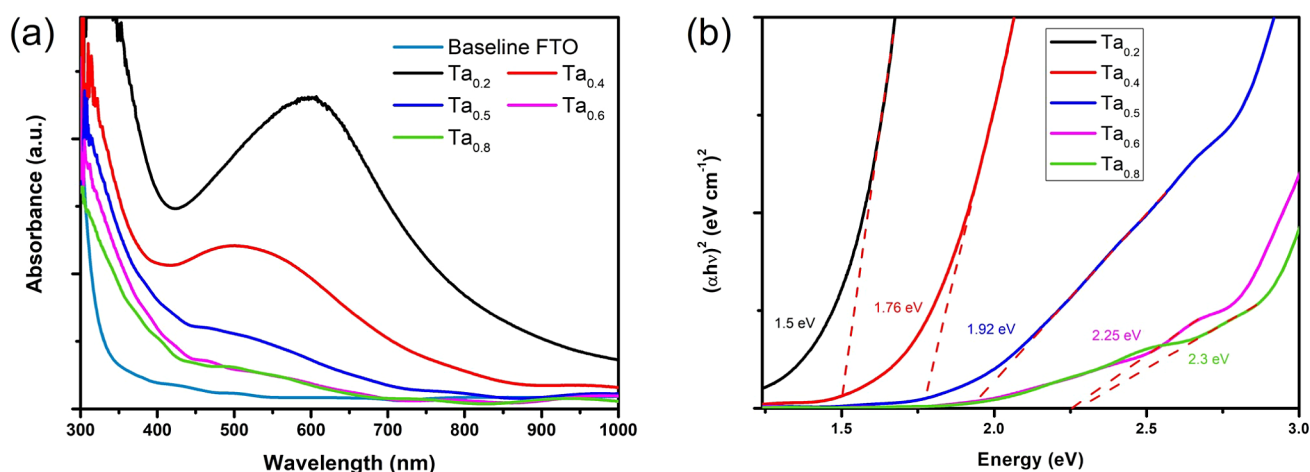 (a)
Baseline FTO
Ta0.2
Ta0.4
Ta0.5
Ta0.6
Ta0.8
Absorbance (a.u.)
300 400 500 600 700 800 900 1000
Wavelength (nm)
(b)
Ta0.2
Ta0.4
Ta0.5
Ta0.6
Ta0.8
(αhν)² (eV cm⁻¹)²
1.5 eV
1.76 eV
1.92 eV
2.25 eV
2.3 eV
1.5 2.0 2.5 3.0
Energy (eV)